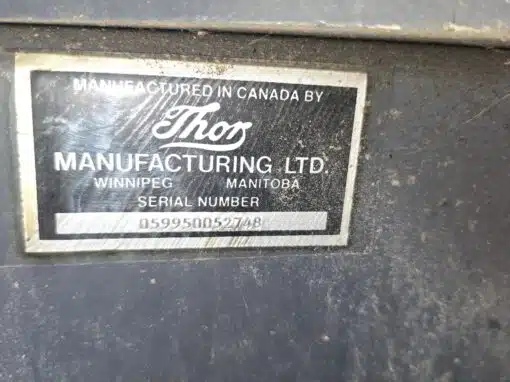 MANUFACTURED IN CANADA BY
Thor
MANUFACTURING LTD.
WINNIPEG MANITOBA
SERIAL NUMBER
059950052748